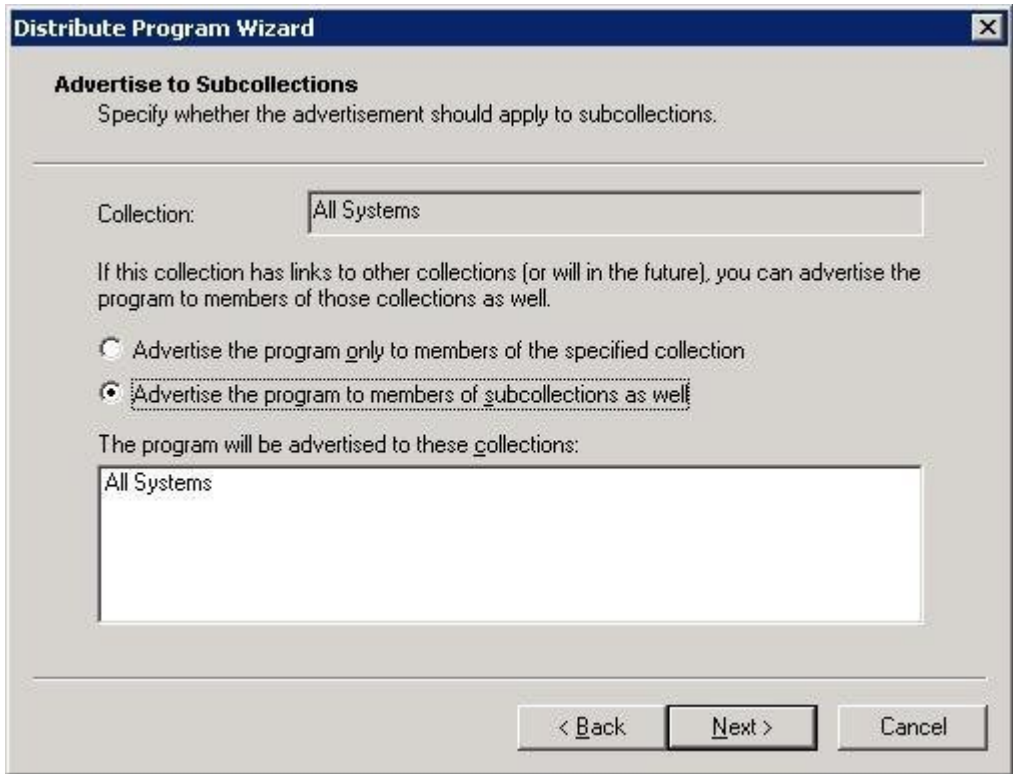 Distribute Program Wizard
Advertise to Subcollections
Specify whether the advertisement should apply to subcollections.
Collection:
All Systems
If this collection has links to other collections (or will in the future), you can advertise the
program to members of those collections as well.
Advertise the program only to members of the specified collection
Advertise the program to members of subcollections as well
The program will be advertised to these collections:
All Systems
< Back
Next >
Cancel